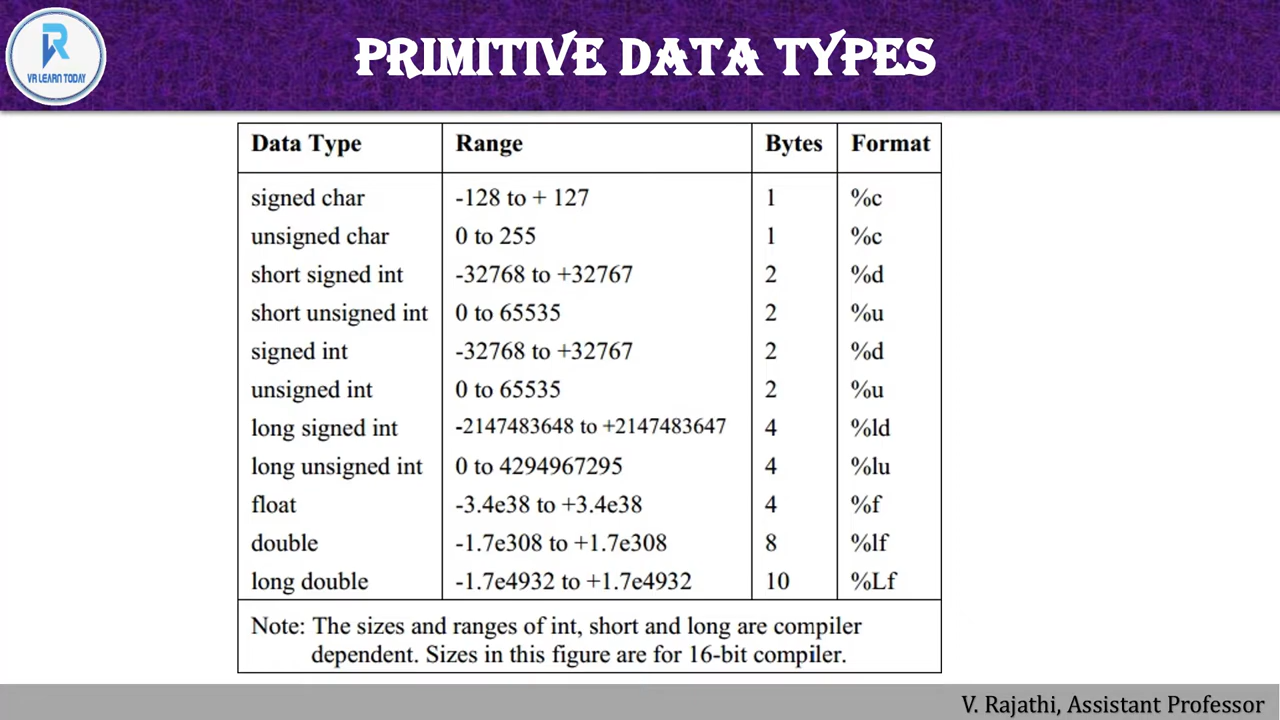 VR LEARN TODAY
PRIMITIVE DATA TYPES
Data Type Range Bytes Format
signed char -128 to + 127 1 %c
unsigned char 0 to 255 1 %c
short signed int -32768 to +32767 2 %d
short unsigned int 0 to 65535 2 %u
signed int -32768 to +32767 2 %d
unsigned int 0 to 65535 2 %u
long signed int -2147483648 to +2147483647 4 %ld
long unsigned int 0 to 4294967295 4 %lu
float -3.4e38 to +3.4e38 4 %f
double -1.7e308 to +1.7e308 8 %lf
long double -1.7e4932 to +1.7e4932 10 %Lf
Note: The sizes and ranges of int, short and long are compiler
dependent. Sizes in this figure are for 16-bit compiler.
V. Rajathi, Assistant Professor